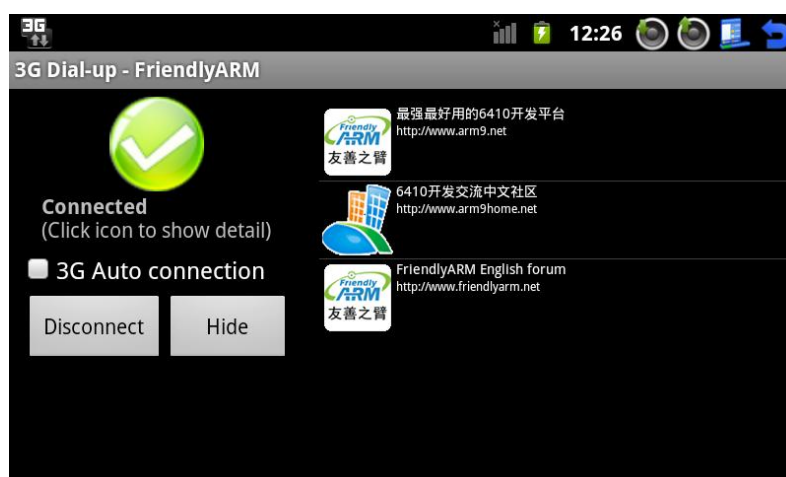 3G
12:26
3G Dial-up - FriendlyARM
Connected
(Click icon to show detail)
3G Auto connection
Disconnect
Hide
Friendly
ARM
友善之臂
最强最好用的6410开发平台
http://www.arm9.net
6410开发交流中文社区
http://www.arm9home.net
Friendly
ARM
友善之臂
FrIendlyARM English forum
http://www.friendlyarm.net